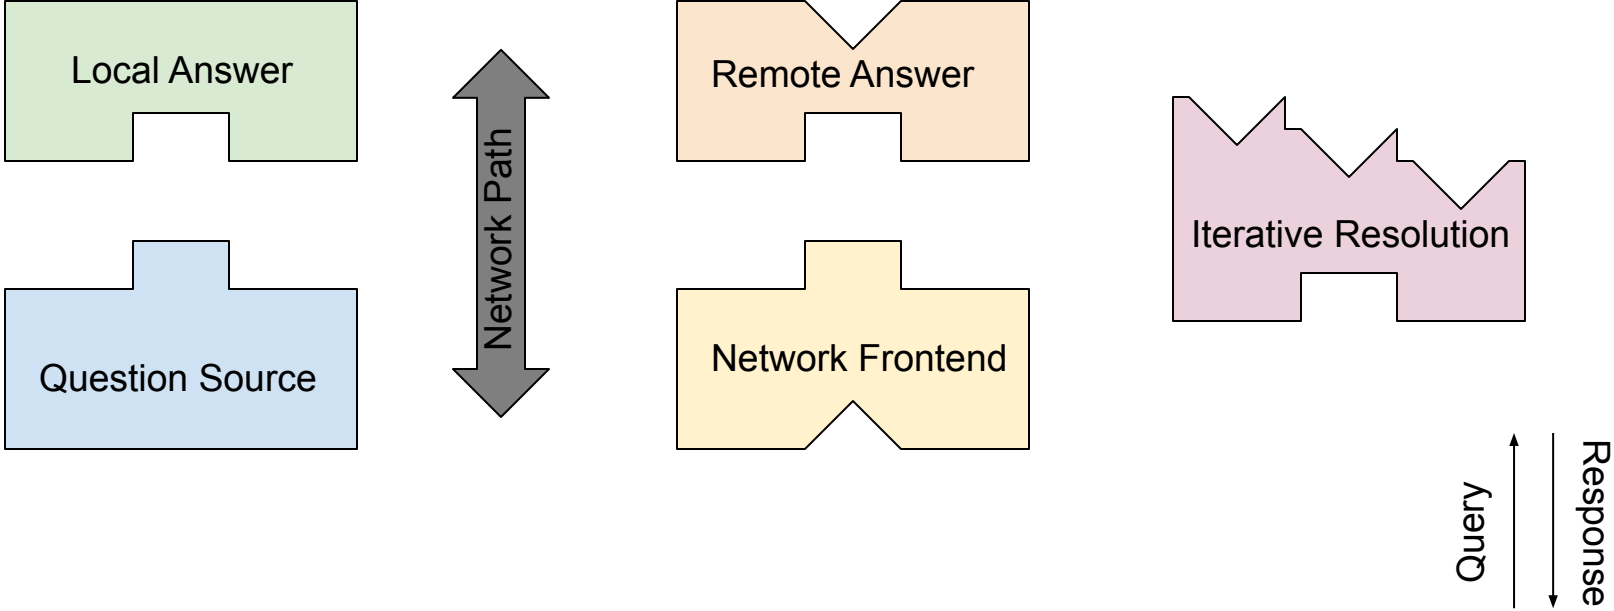 Local Answer
Remote Answer
Network Path
Iterative Resolution
Question Source
Network Frontend
Query
Response